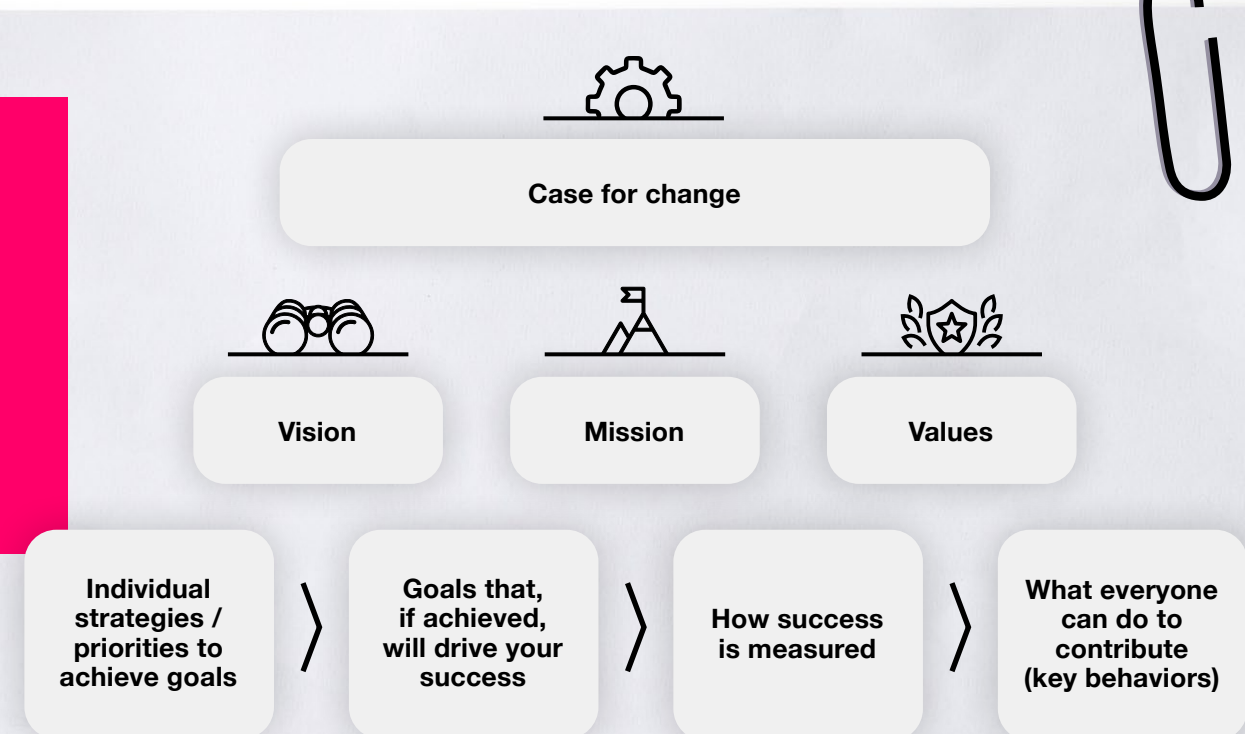 Case for change
Vision
Mission
Values
Individual
strategies /
priorities to
achieve goals
Goals that,
if achieved,
will drive your
success
How success
is measured
What everyone
can do to
contribute
(key behaviors)